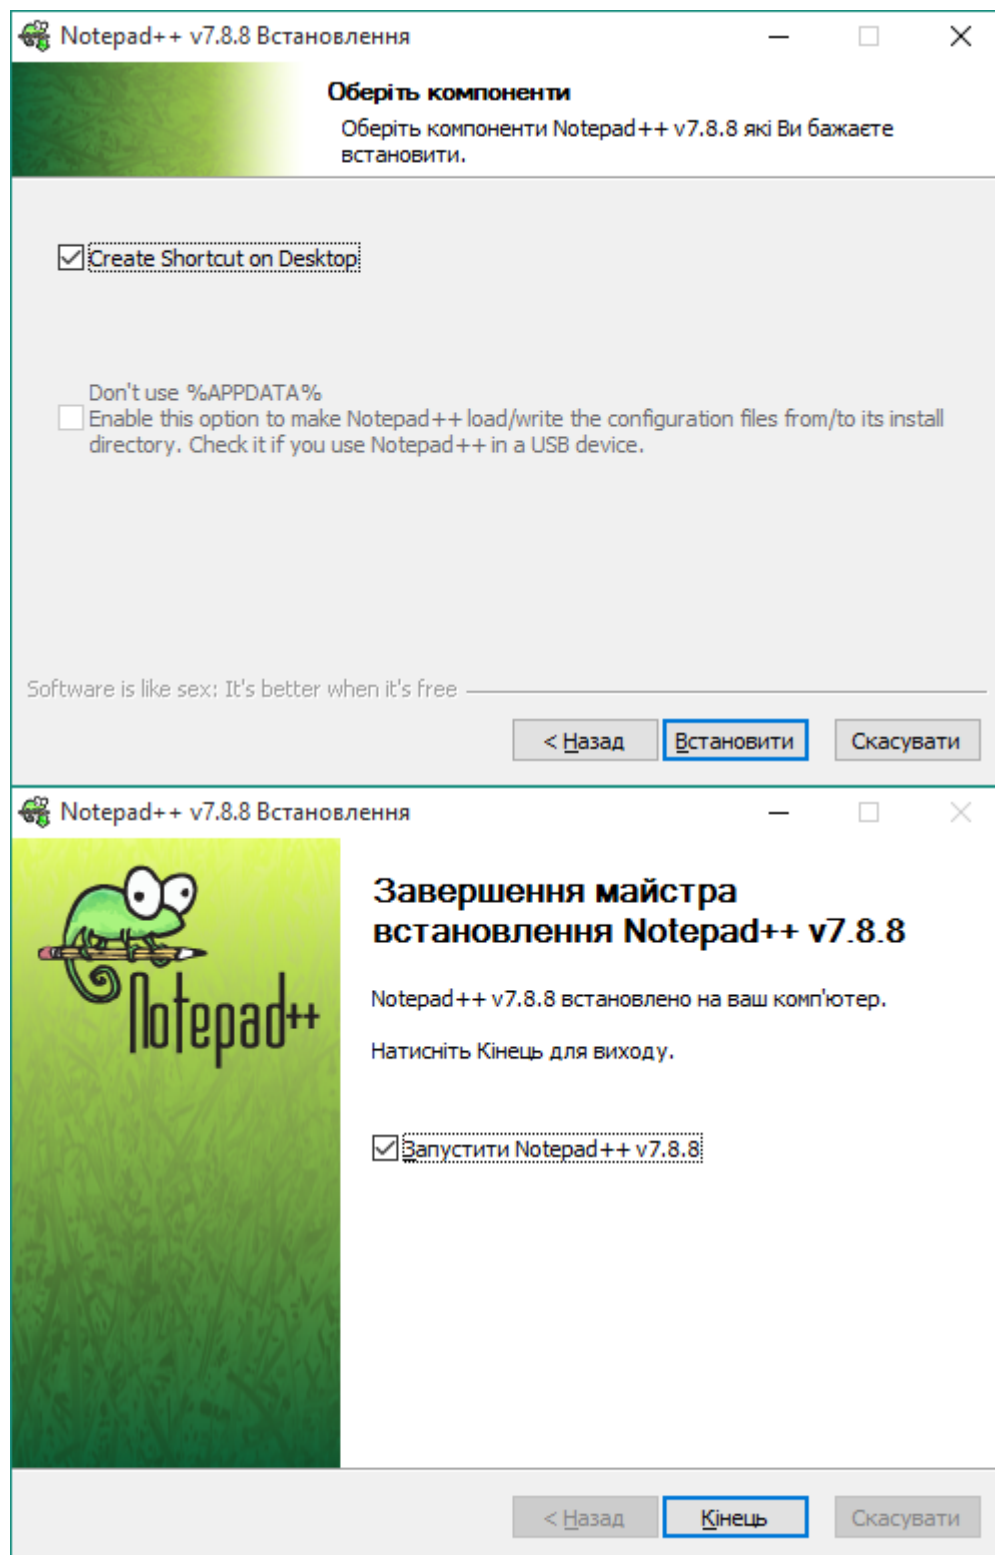 Notepad++ v7.8.8 Встановлення
Оберіть компоненти
Оберіть компоненти Notepad++ v7.8.8 які Ви бажаєте
встановити.
Create Shortcut on Desktop
Don't use %APPDATA%
Enable this option to make Notepad++ load/write the configuration files from/to its install
directory. Check it if you use Notepad++ in a USB device.
Software is like sex: It's better when it's free
< Назад Встановити Скасувати
Notepad++ v7.8.8 Встановлення
Notepad++
Завершення майстра
встановлення Notepad++ v7.8.8
Notepad++ v7.8.8 встановлено на ваш комп'ютер.
Натисніть Кінець для виходу.
Запустити Notepad++ v7.8.8
< Назад Кінець Скасувати